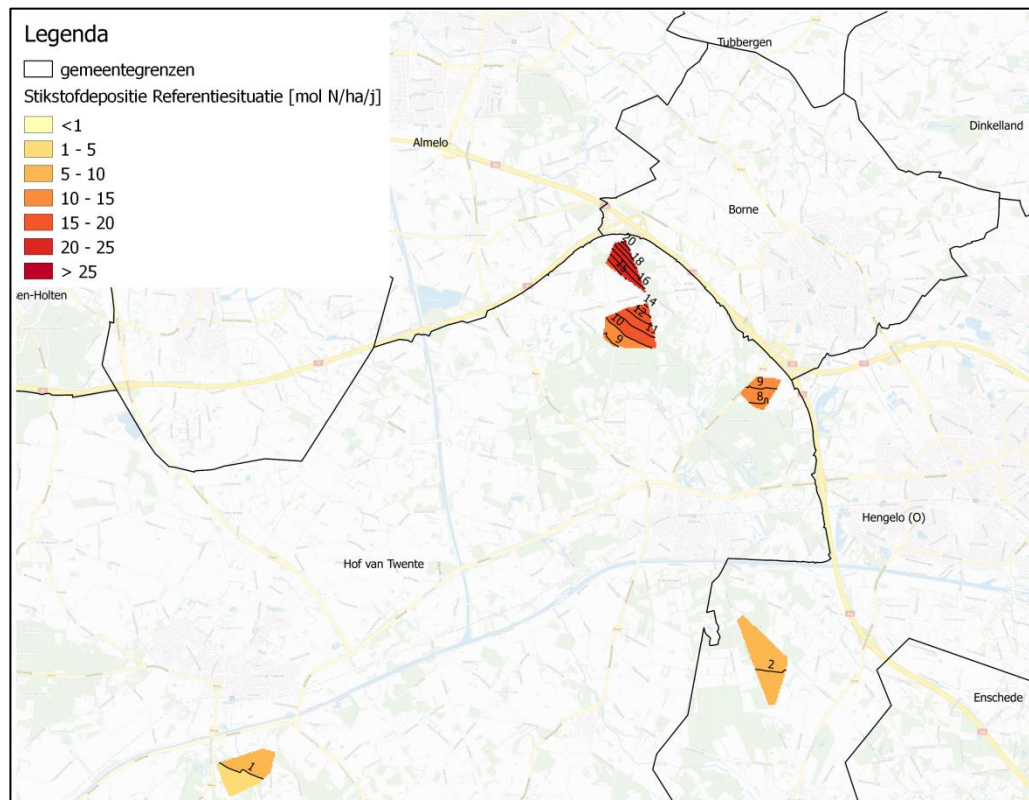 Legenda
gemeentegrenzen
Stikstofdepositie Referentiesituatie [mol N/ha/j]
<1
1 - 5
5 - 10
10 - 15
15 - 20
20 - 25
> 25
Tubbergen
Dinkelland
Almelo
Borne
20
18
15
16
14
12
10
11
9
en-Holten
9
8
Hengelo (O)
Hof van Twente
2
Enschede
1